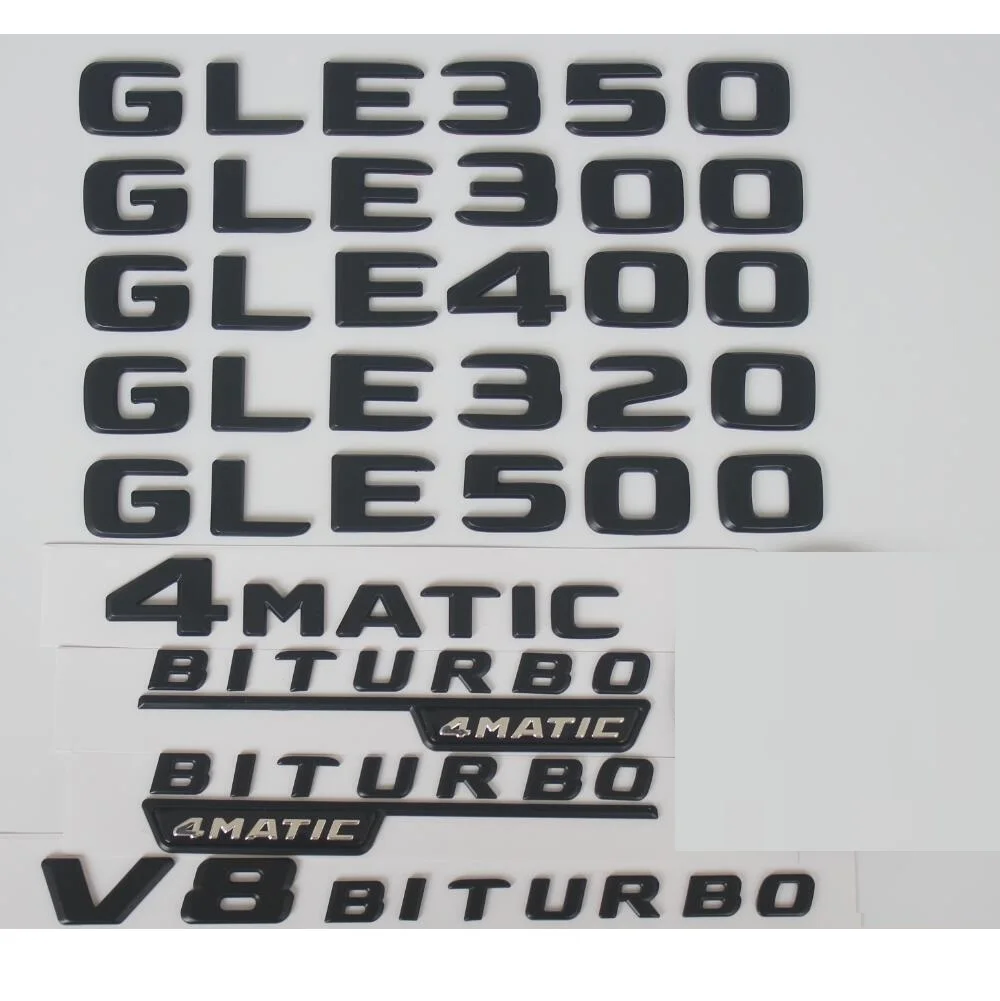 GLE350
GLE300
GLE400
GLE320
GLE500
4MATIC
BITURBO
4MATIC
BITURBO
4MATIC
V8 BITURBO